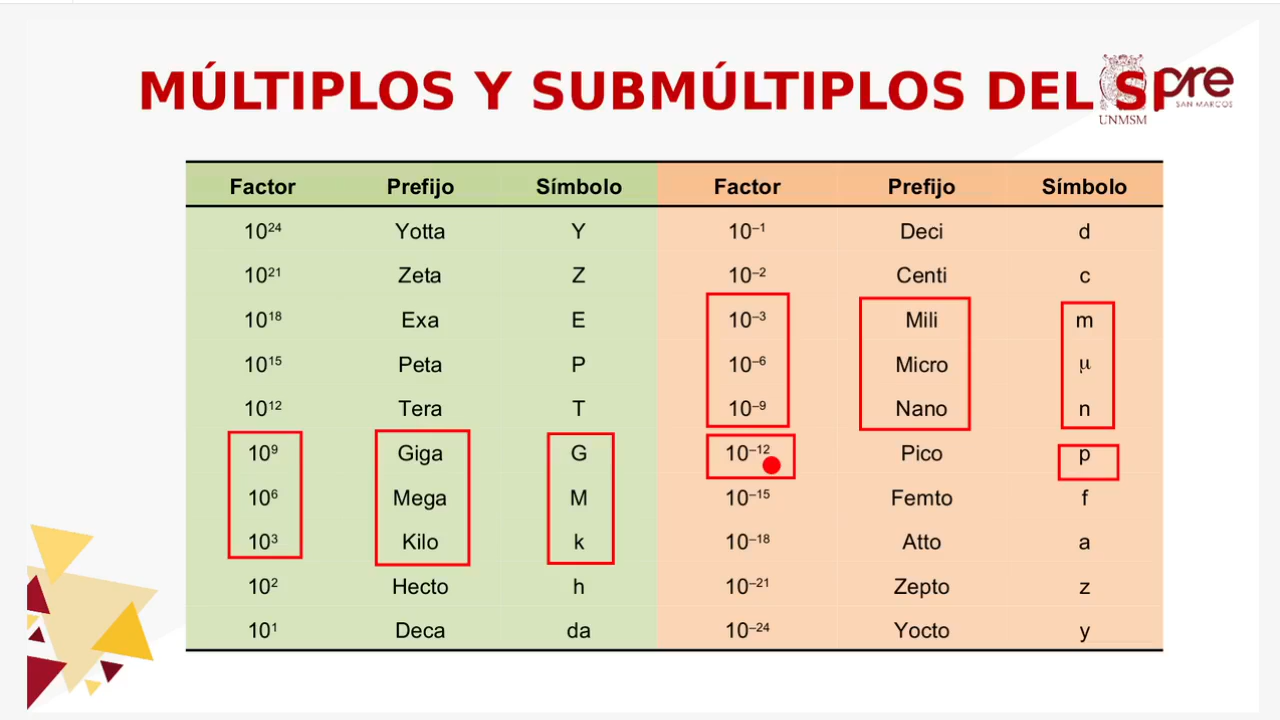 MÚLTIPLOS Y SUBMÚLTIPLOS DEL SI
UNMSM
pre
SAN MARCOS
Factor Prefijo Símbolo Factor Prefijo Símbolo
10²⁴ Yotta Y 10⁻¹ Deci d
10²¹ Zeta Z 10⁻² Centi c
10¹⁸ Exa E 10⁻³ Mili m
10¹⁵ Peta P 10⁻⁶ Micro μ
10¹² Tera T 10⁻⁹ Nano n
10⁹ Giga G 10⁻¹² Pico p
10⁶ Mega M 10⁻¹⁵ Femto f
10³ Kilo k 10⁻¹⁸ Atto a
10² Hecto h 10⁻²¹ Zepto z
10¹ Deca da 10⁻²⁴ Yocto y